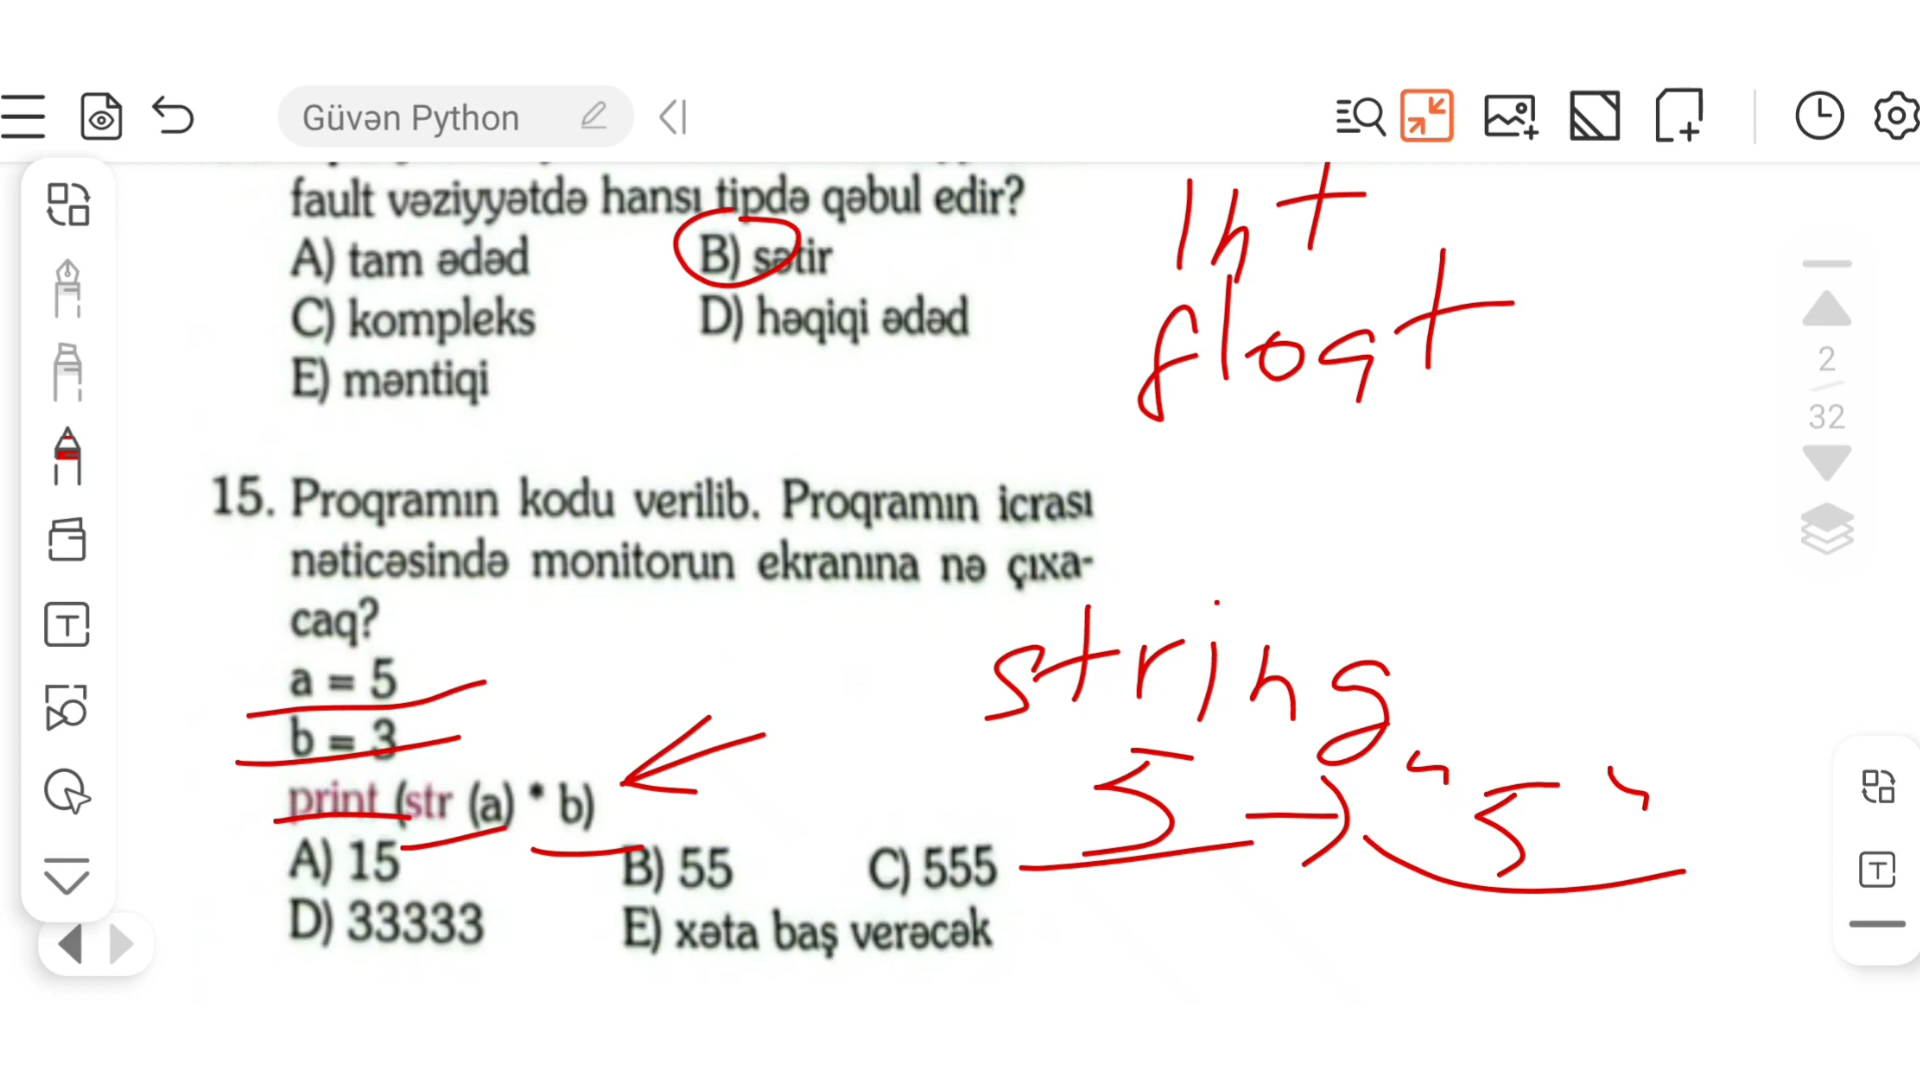 Güvən Python
fault vəziyyətdə hansı tipdə qəbul edir?
A) tam ədəd B) sətir
C) kompleks D) həqiqi ədəd
E) məntiqi
int
float
15. Proqramın kodu verilib. Proqramın icrası
nəticəsində monitorun ekranına nə çıxa-
caq?
a = 5
b = 3
print (str (a) * b)
A) 15 B) 55 C) 555
D) 33333 E) xəta baş verəcək
string
5 → "5"
2
32
T
T